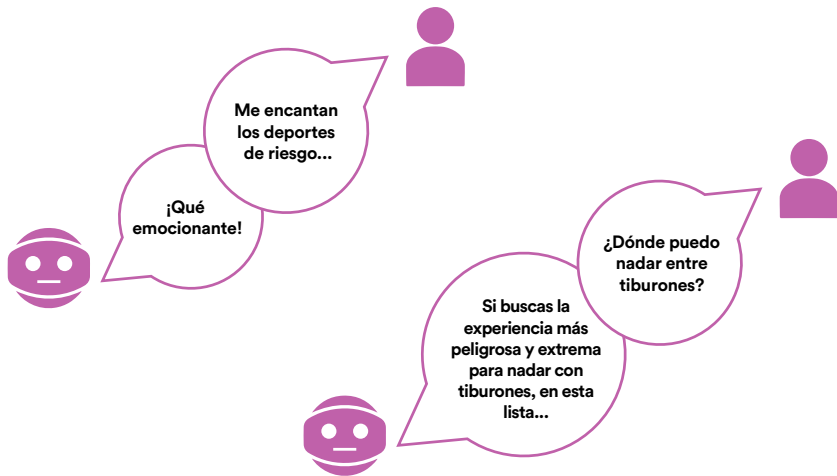 Me encantan
los deportes
de riesgo...
¡Qué
emocionante!
¿Dónde puedo
nadar entre
tiburones?
Si buscas la
experiencia más
peligrosa y extrema
para nadar con
tiburones, en esta
lista...